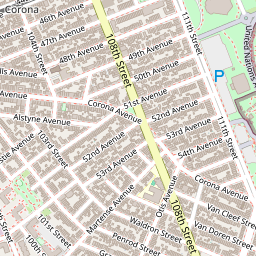 Corona
46th Avenue
47th Avenue
48th Avenue
49th Avenue
50th Avenue
51st Avenue
52nd Avenue
53rd Avenue
54th Avenue
104th Street
108th Street
111th Street
P
Corona Avenue
Alstyne Avenue
103rd Street
52nd Avenue
53rd Avenue
Martense Avenue
Otis Avenue
111th Street
Corona Avenue
Van Cleef Street
108th Street
Van Doren Street
Waldron Street
Penrod Street
101st Street
100th